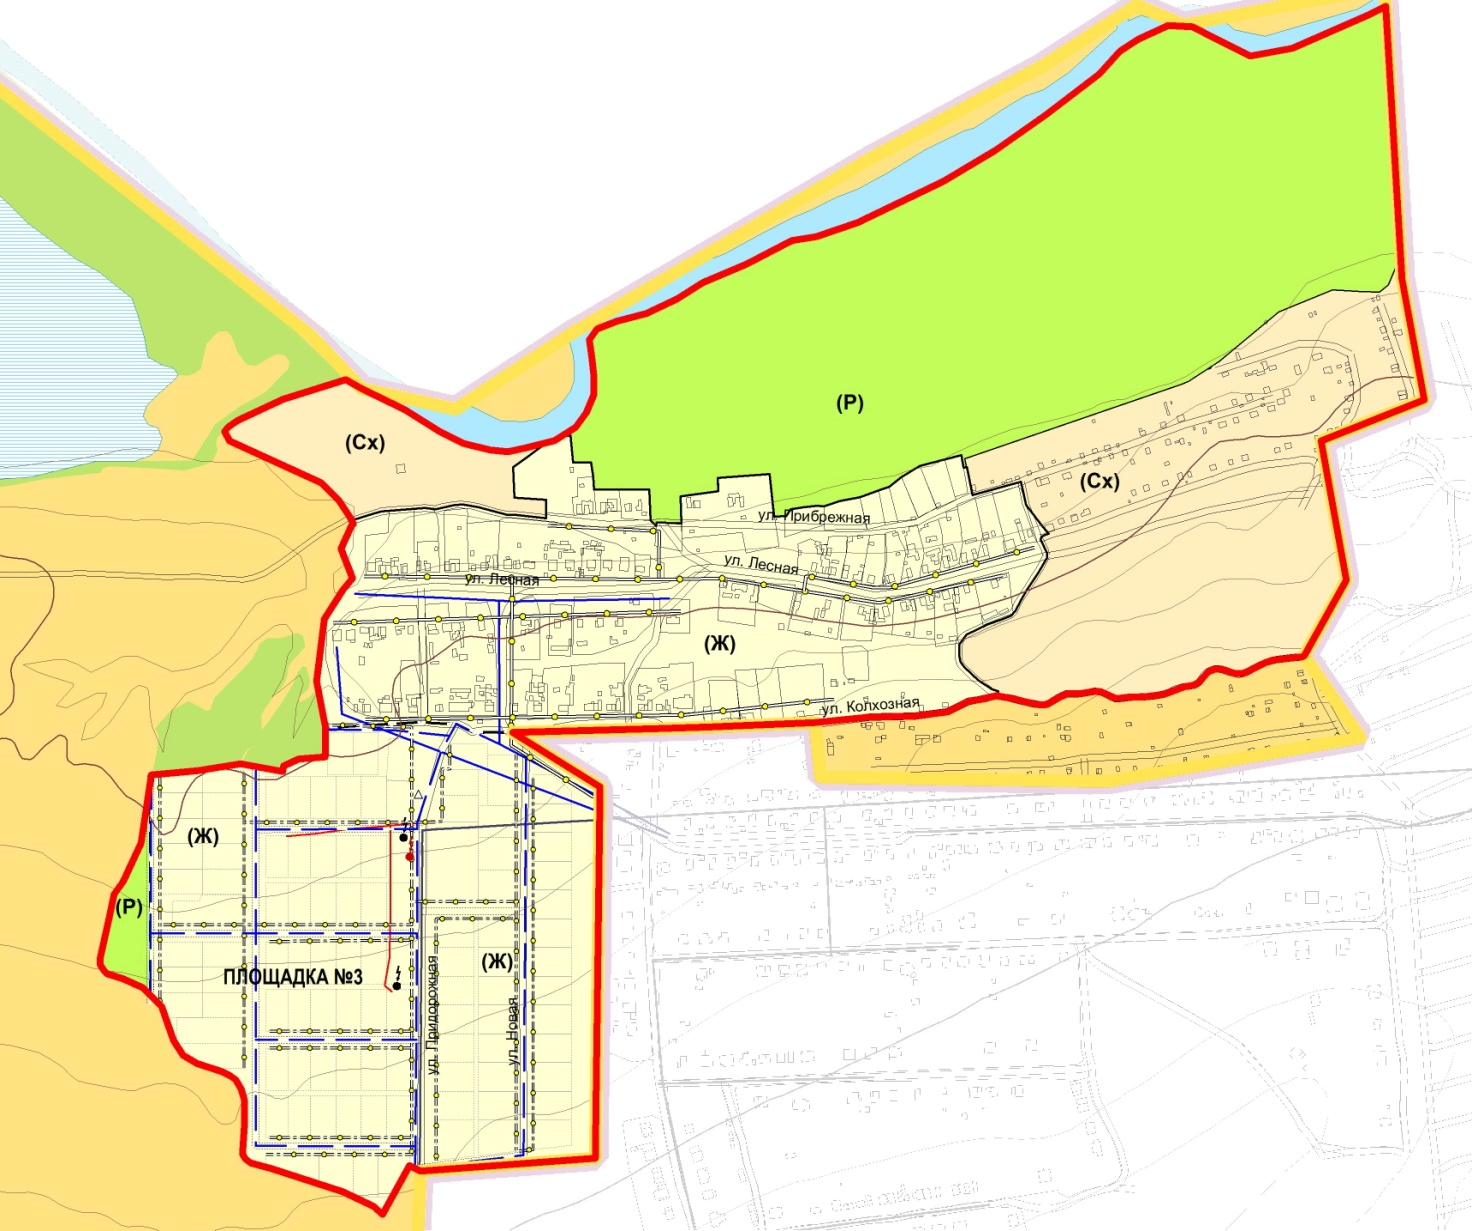 (Р)
(Сх)
(Сх)
ул. Прибрежная
ул. Лесная
ул. Лесная
(Ж)
ул. Колхозная
(Ж)
(Р)
(Ж)
ПЛОЩАДКА №3
ул. Придорожная
ул. Новая